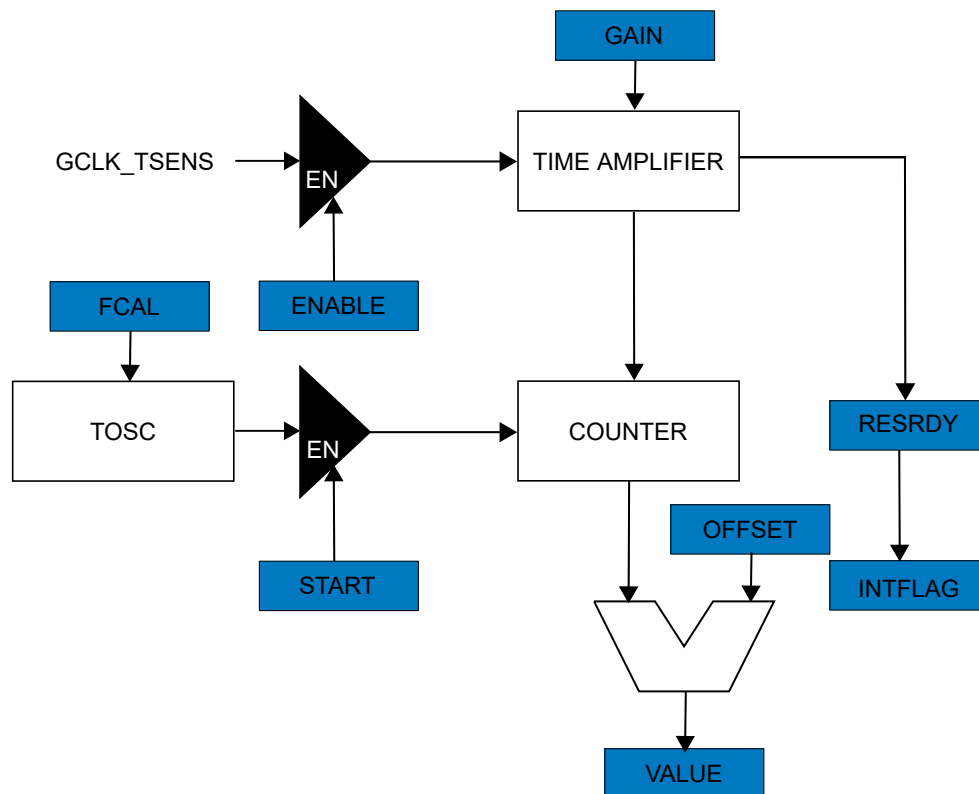 GAIN
GCLK_TSENS
EN
TIME AMPLIFIER
FCAL
ENABLE
TOSC
EN
COUNTER
RESRDY
OFFSET
START
INTFLAG
VALUE